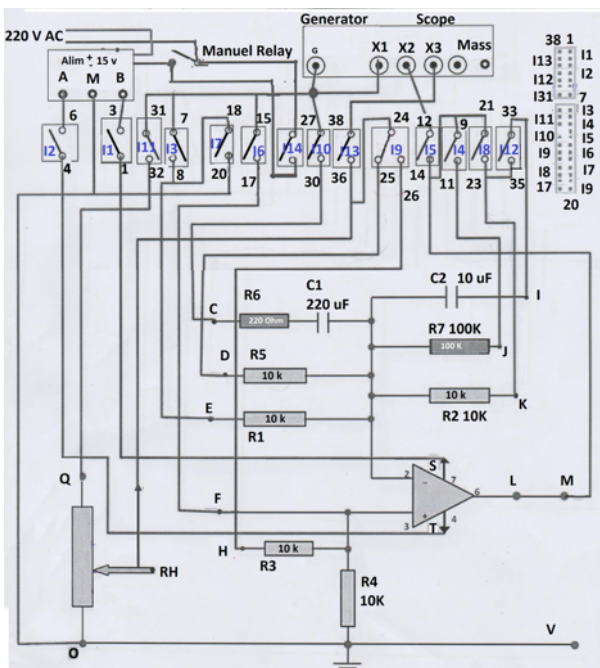 Generator Scope
220 V AC
Manuel Relay
Alim ± 15 v
A M B
G X1 X2 X3 Mass
38 1
I13 I1
I12 I2
I31 7
I11 I3
I10 I4
I9 I5
I8 I6
17 I7
I9
20
6 3 31 7 18 15 27 38 24 12 9 21 33
I2 I1 I11 I3 I7 I6 I14 I10 I13 I9 I5 I4 I8 I12
4 1 32 8 20 17 30 36 25 26 14 11 23 35
C1
220 uF
C2 10 uF
I
R6
C 220 Ohm
R7 100K
100 K J
D R5
10 k
10 k K
R2 10K
E 10 k
R1
Q S
2 − 7
6 L M
F
+
3 T 4
H 10 k
R3
RH
R4
10K
O V